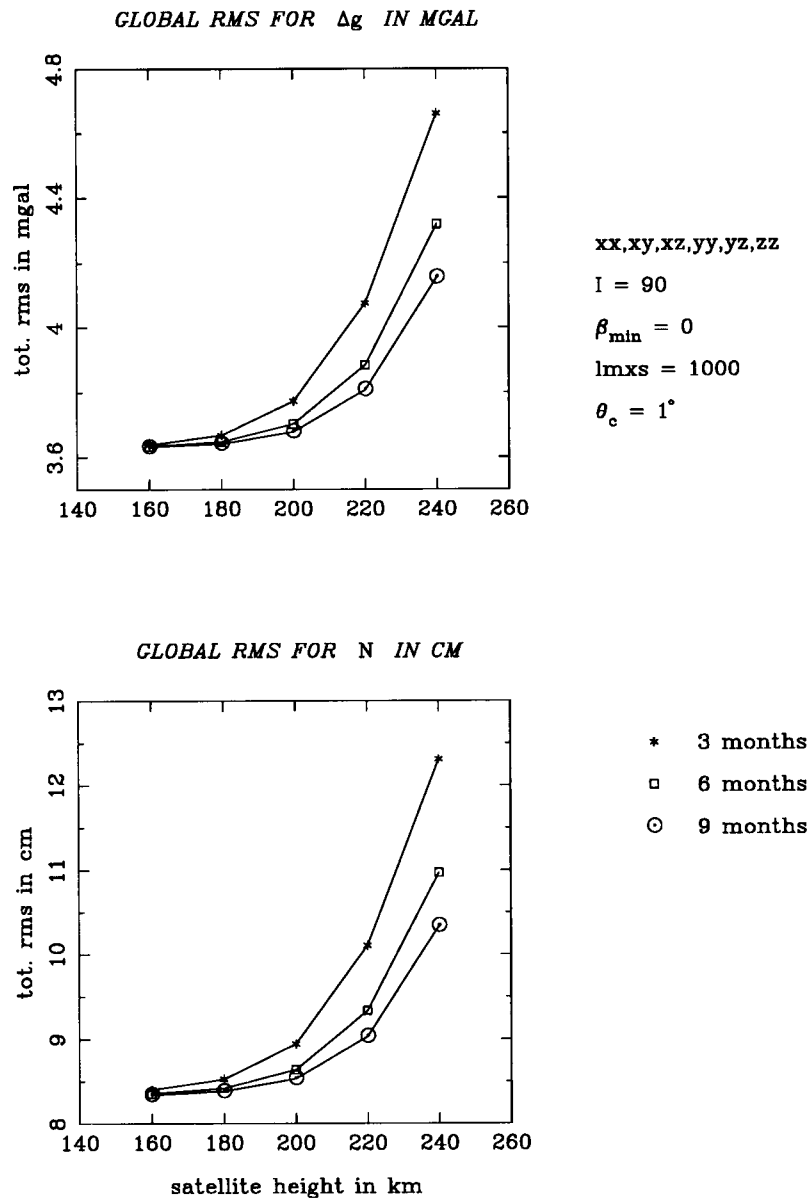 GLOBAL RMS FOR Δg IN MGAL
4.8
4.4
4
3.6
tot. rms in mgal
140 160 180 200 220 240 260
xx,xy,xz,yy,yz,zz
I = 90
β_min = 0
lmxs = 1000
θ_c = 1°
GLOBAL RMS FOR N IN CM
13
12
11
10
9
8
tot. rms in cm
140 160 180 200 220 240 260
satellite height in km
3 months
6 months
9 months